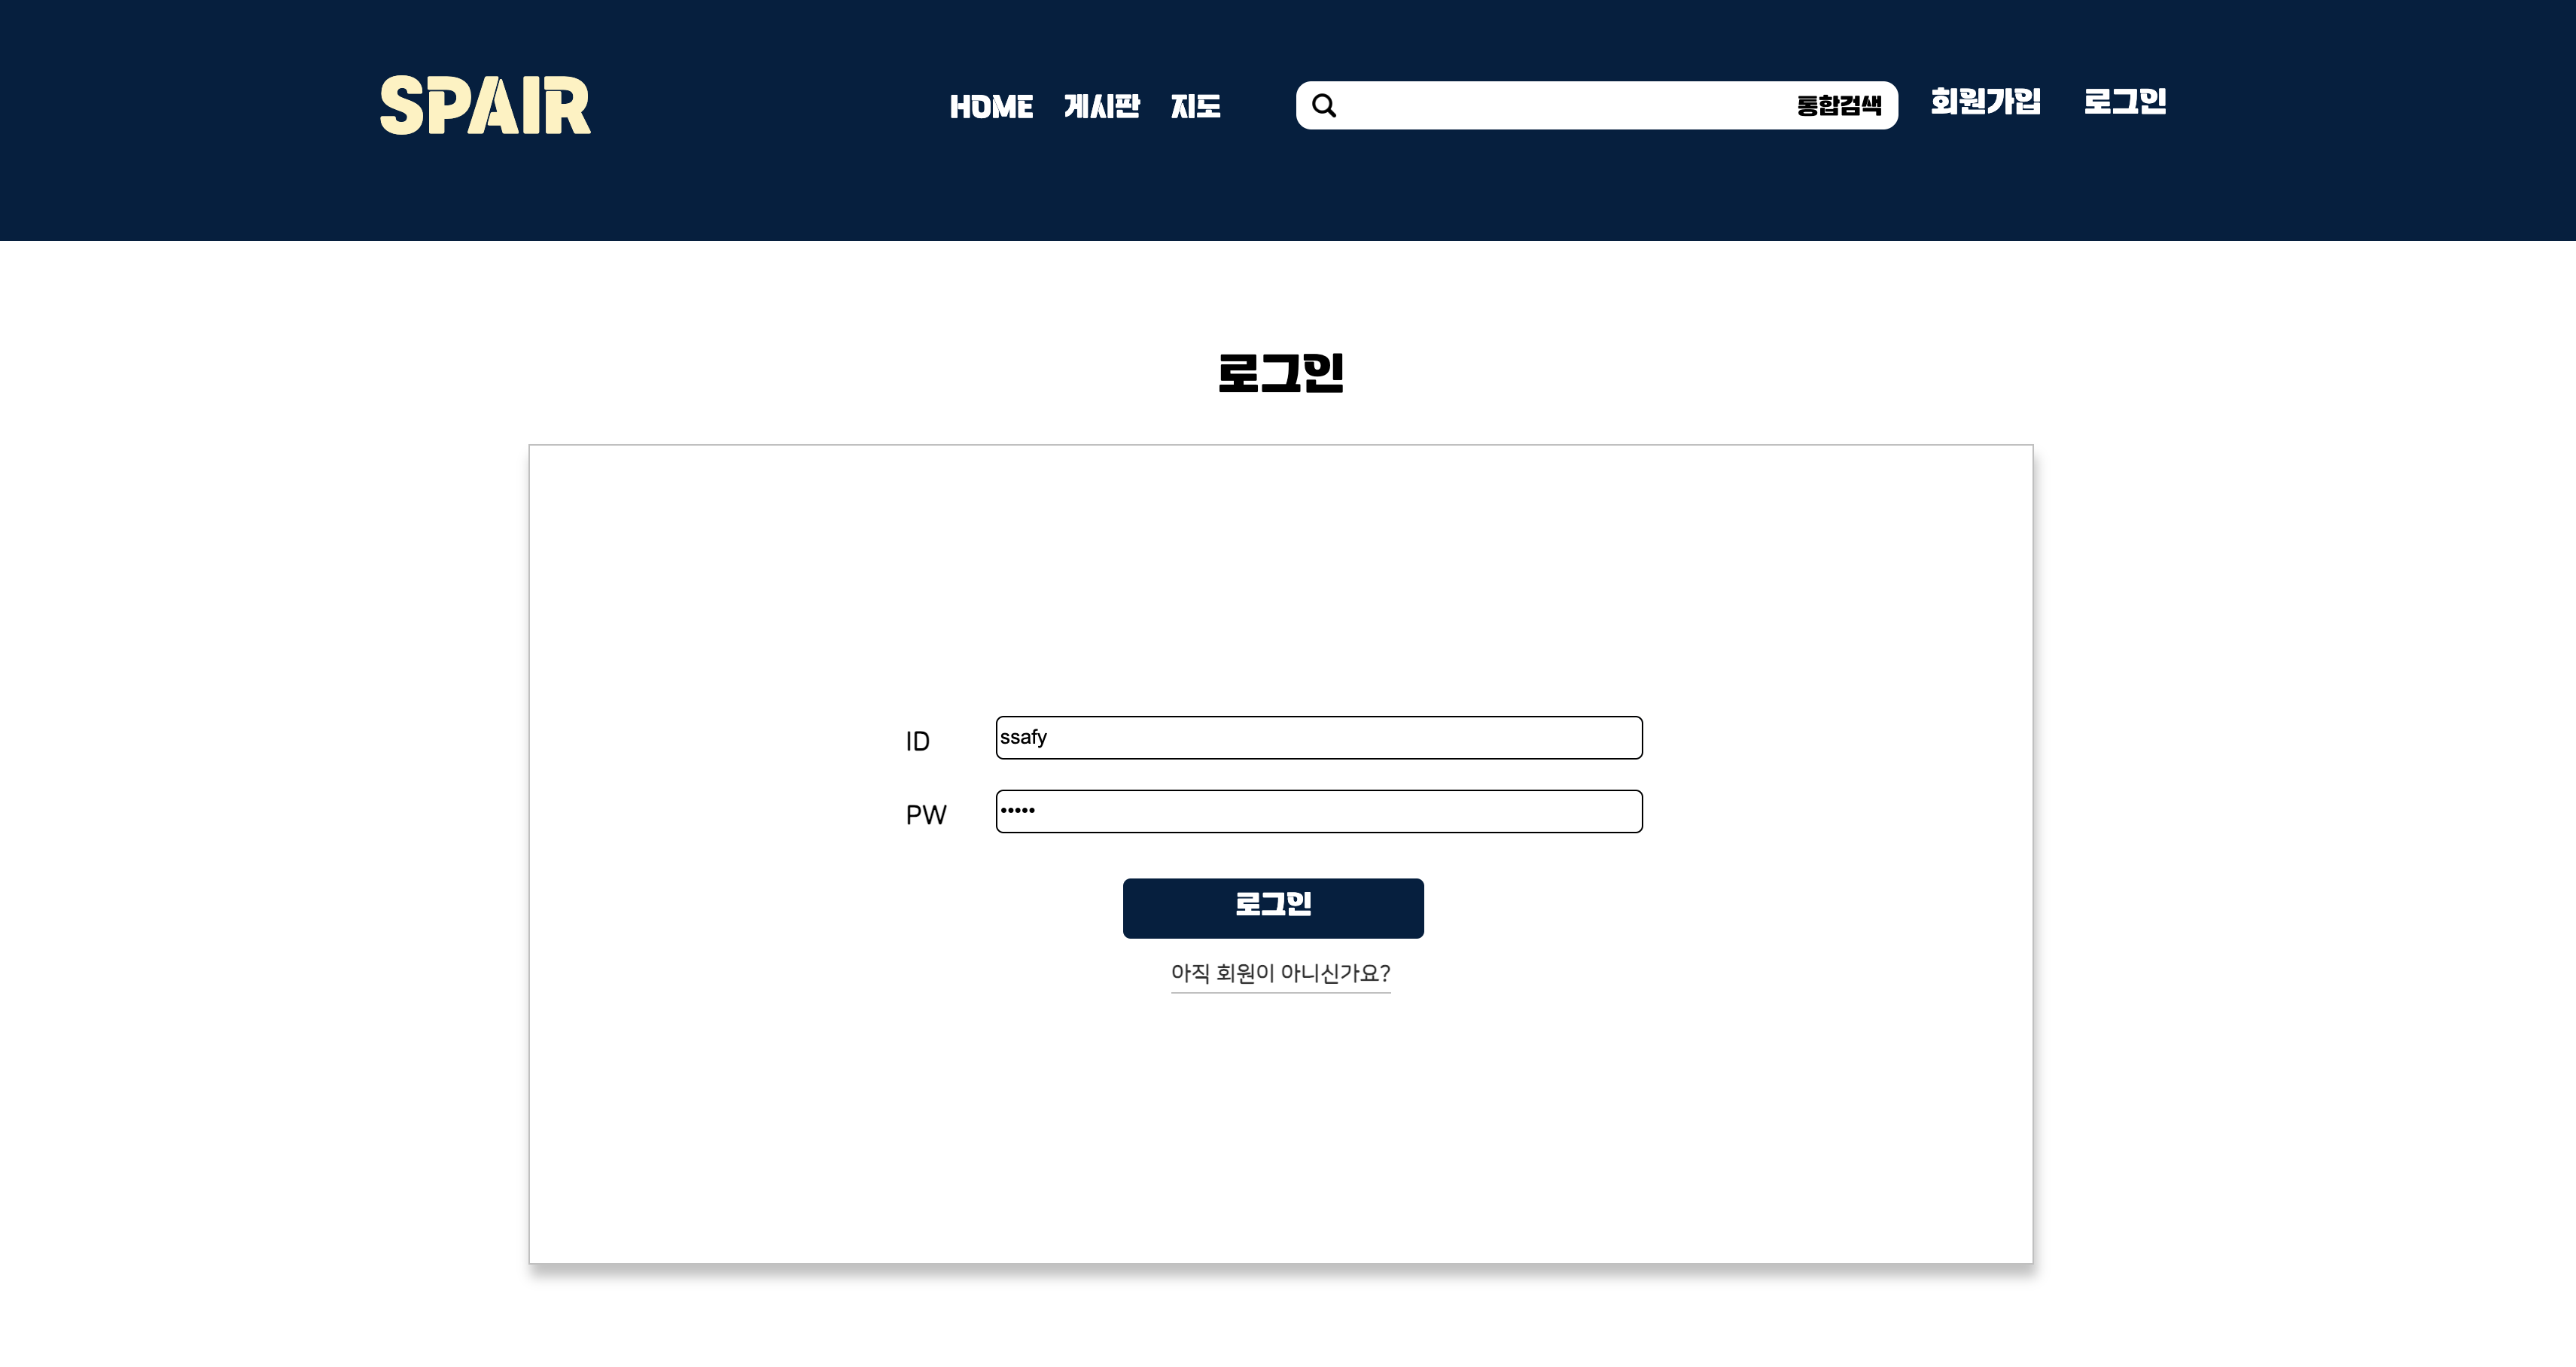 SPAIR
HOME 게시판 지도 통합검색 회원가입 로그인
로그인
ID ssafy
PW •••••
로그인
아직 회원이 아니신가요?